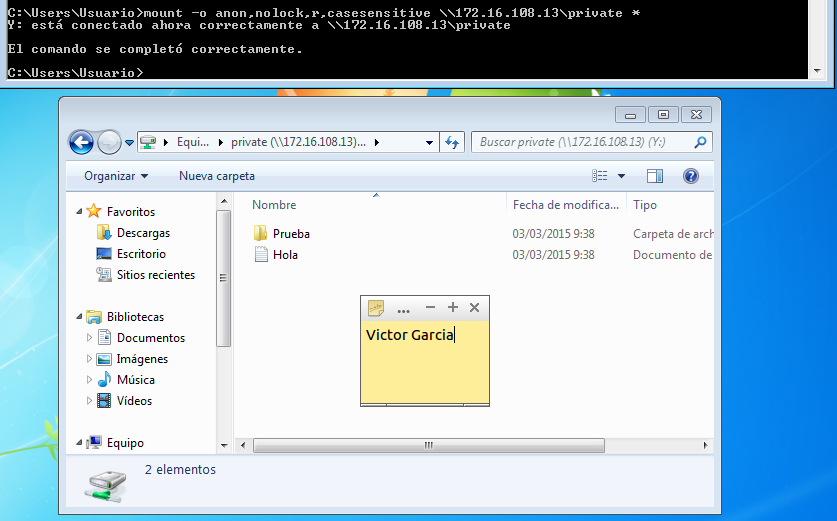 C:\Users\Usuario>mount -o anon,nolock,r,casesensitive \\172.16.108.13\private *
Y: está conectado ahora correctamente a \\172.16.108.13\private
El comando se completó correctamente.
C:\Users\Usuario>
Equi... private (\\172.16.108.13)...
Buscar private (\\172.16.108.13) (Y:)
Organizar
Nueva carpeta
Favoritos
Descargas
Escritorio
Sitios recientes
Bibliotecas
Documentos
Imágenes
Música
Vídeos
Equipo
Nombre Fecha de modifica... Tipo
Prueba 03/03/2015 9:38 Carpeta de arch
Hola 03/03/2015 9:38 Documento de
...
Victor Garcia
2 elementos